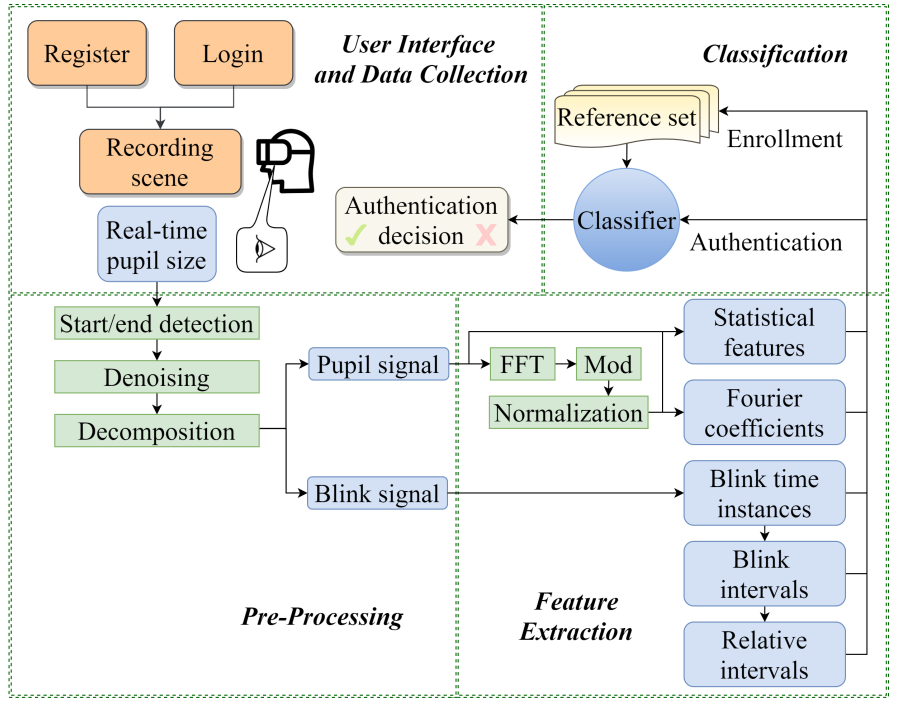 Register
Login
User Interface
and Data Collection
Recording
scene
Real-time
pupil size
Authentication
decision
Classification
Reference set
Enrollment
Classifier
Authentication
Start/end detection
Denoising
Decomposition
Pupil signal
Blink signal
Pre-Processing
FFT
Mod
Normalization
Statistical
features
Fourier
coefficients
Blink time
instances
Blink
intervals
Relative
intervals
Feature
Extraction